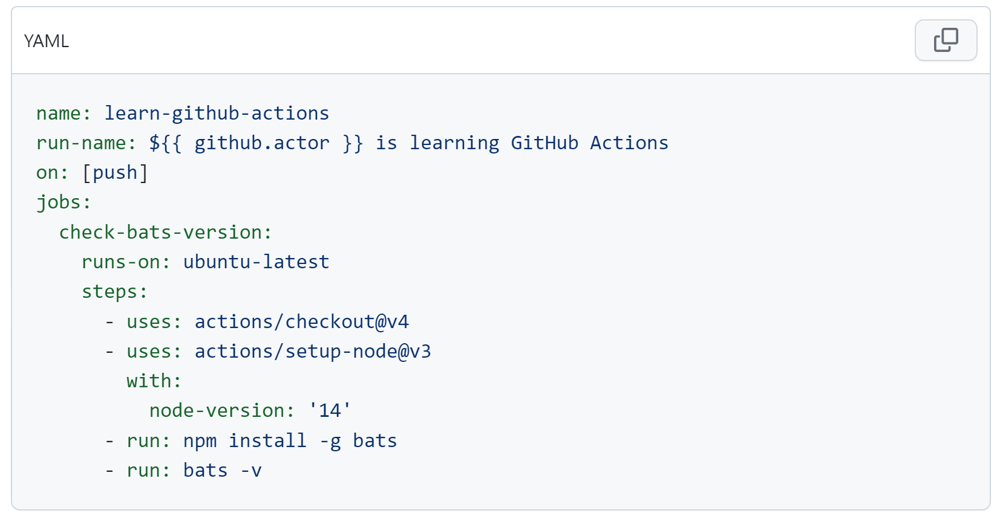 YAML
name: learn-github-actions
run-name: ${{ github.actor }} is learning GitHub Actions
on: [push]
jobs:
  check-bats-version:
    runs-on: ubuntu-latest
    steps:
      - uses: actions/checkout@v4
      - uses: actions/setup-node@v3
        with:
          node-version: '14'
      - run: npm install -g bats
      - run: bats -v